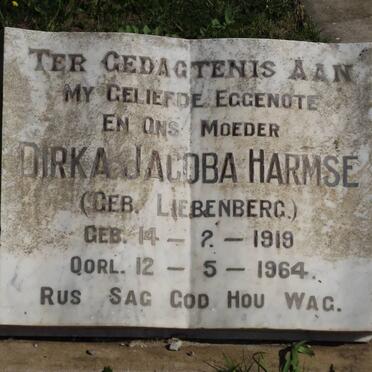 TER GEDAGTENIS AAN
MY GELIEFDE EGGENOTE
EN ONS MOEDER
DIRKA JACOBA HARMSE
(GEB. LIEBENBERG.)
GEB. 14 – 2 – 1919
OORL. 12 – 5 – 1964.
RUS SAG GOD HOU WAG.